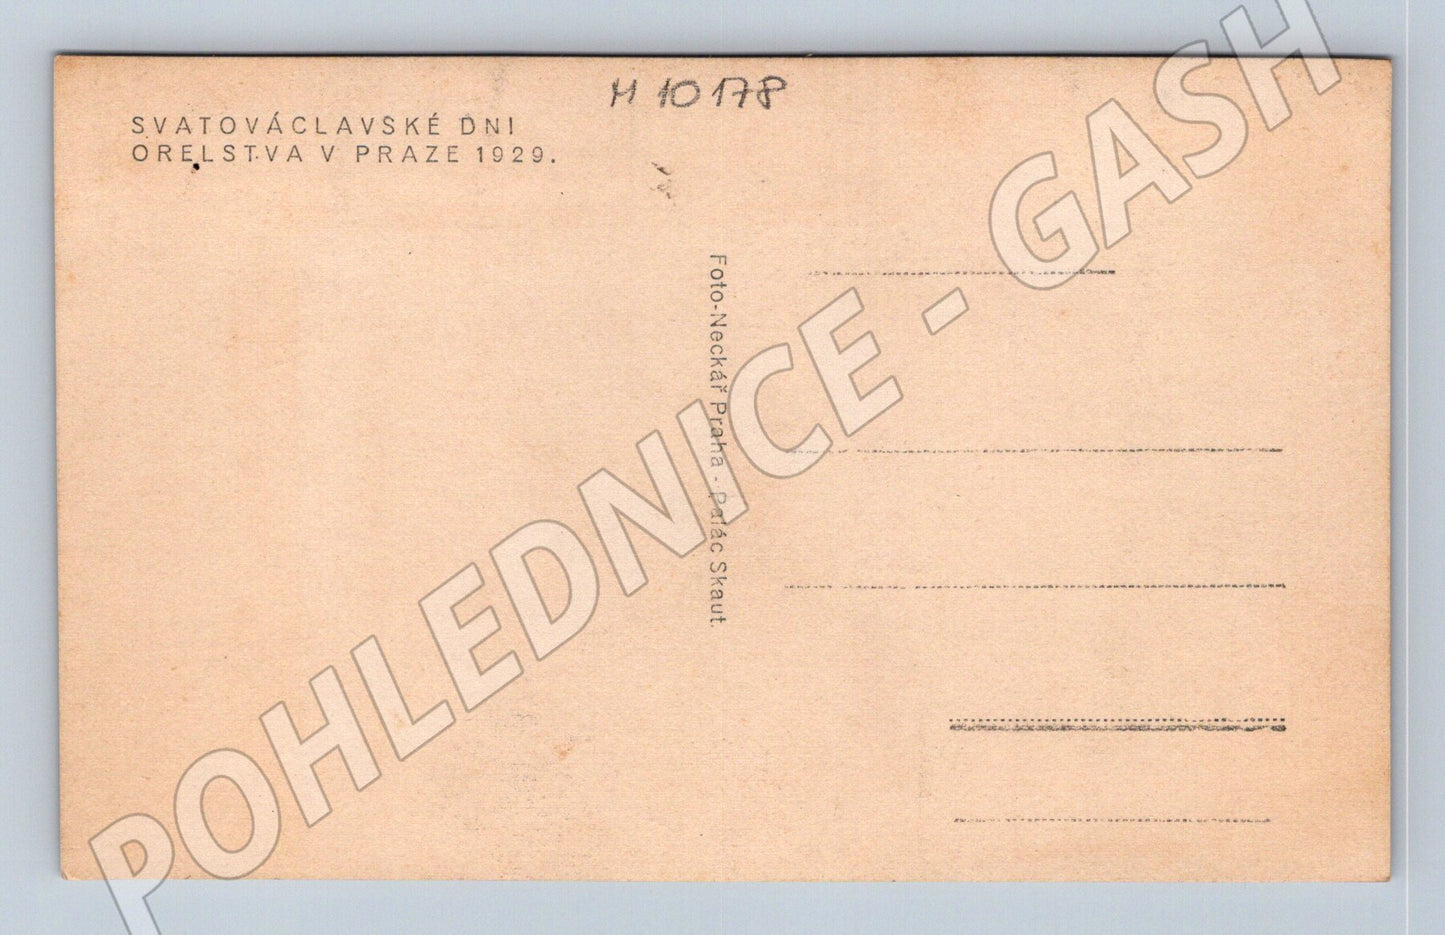 M 10178
SVATOVÁCLAVSKÉ DNI
ORELSTVA V PRAZE 1929.
Foto-Neckář Praha - Palác Skaut.
POHLEDNICE - GASH